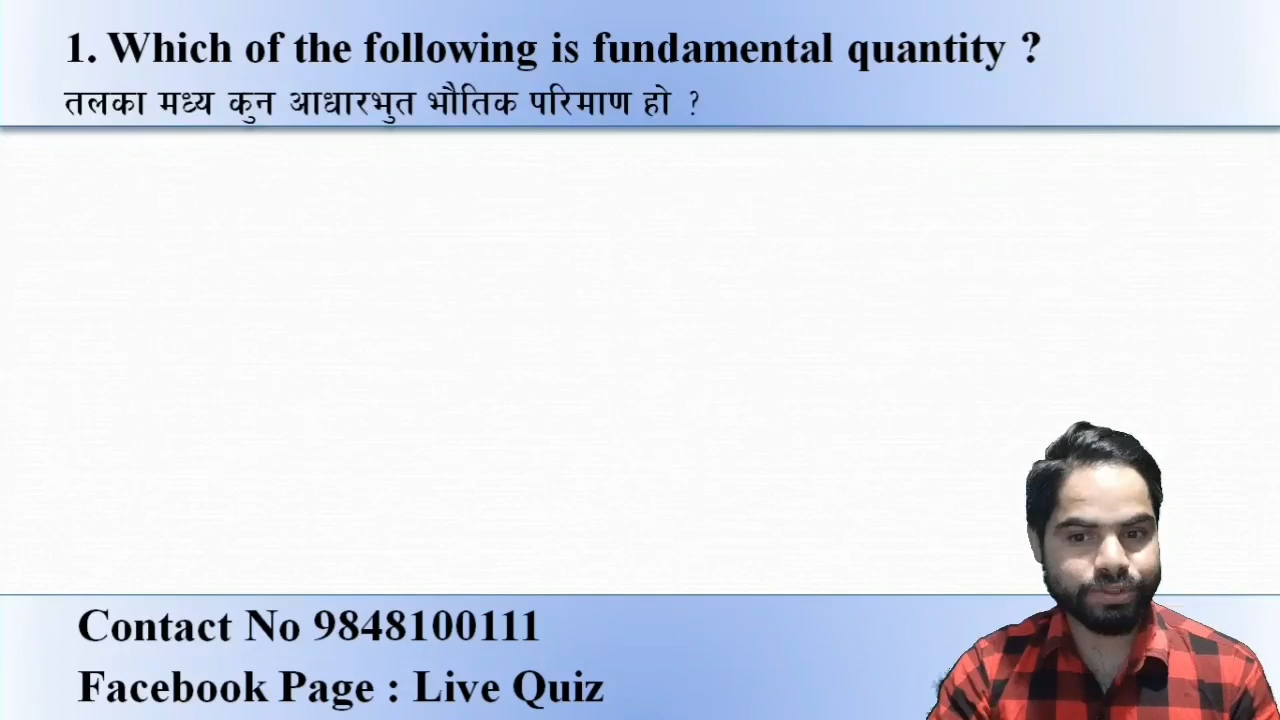 1. Which of the following is fundamental quantity ?
तलका मध्य कुन आधारभुत भौतिक परिमाण हो ?
Contact No 9848100111
Facebook Page : Live Quiz